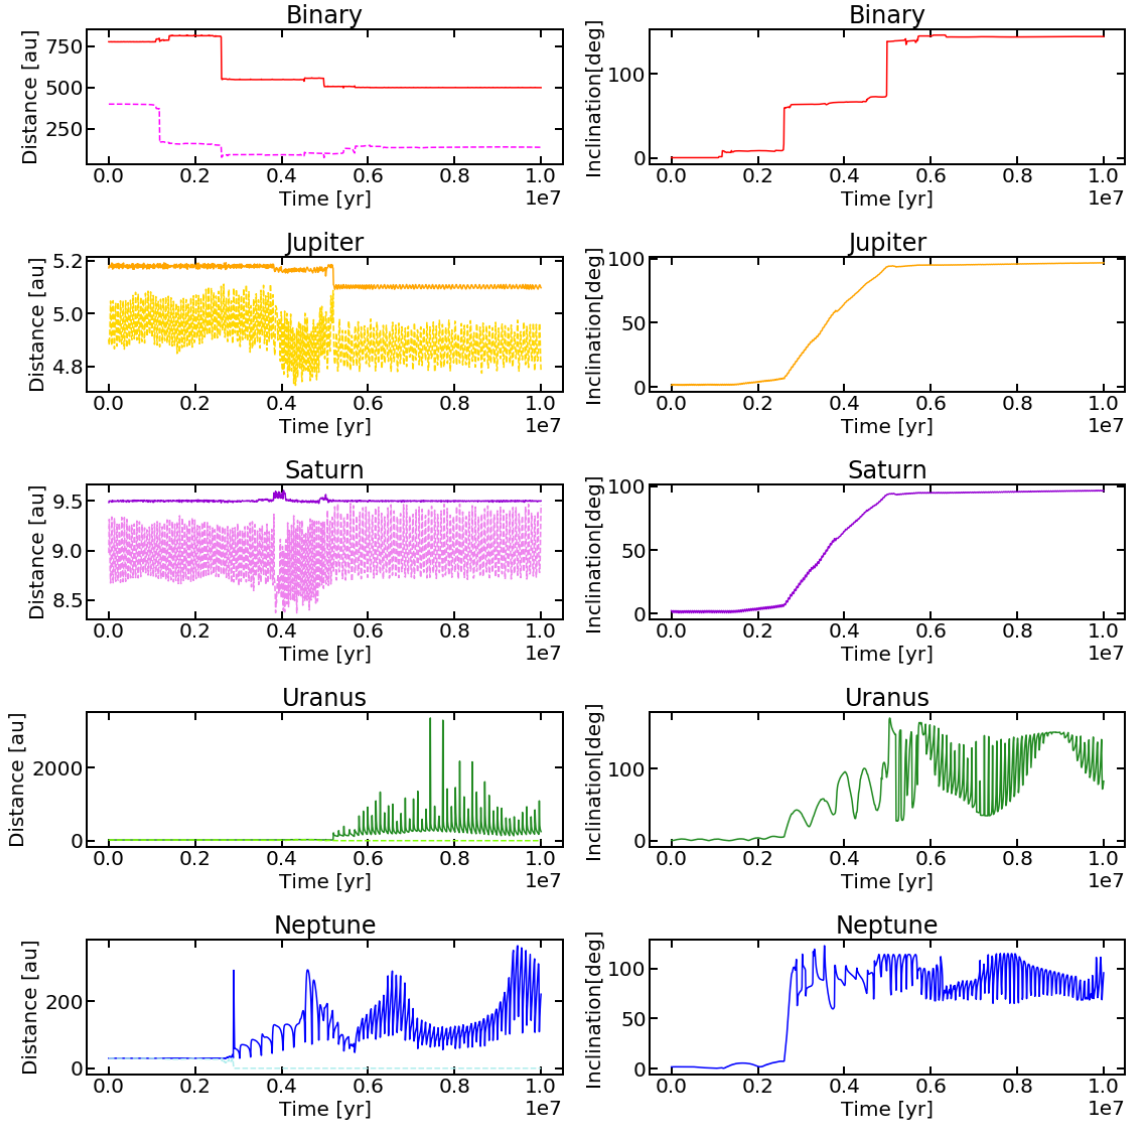 Binary
Distance [au]
750
500
250
0.0 0.2 0.4 0.6 0.8 1.0
Time [yr]
1e7
Binary
Inclination[deg]
100
0
0.0 0.2 0.4 0.6 0.8 1.0
Time [yr]
1e7
Jupiter
Distance [au]
5.2
5.0
4.8
0.0 0.2 0.4 0.6 0.8 1.0
Time [yr]
1e7
Jupiter
Inclination[deg]
100
50
0
0.0 0.2 0.4 0.6 0.8 1.0
Time [yr]
1e7
Saturn
Distance [au]
9.5
9.0
8.5
0.0 0.2 0.4 0.6 0.8 1.0
Time [yr]
1e7
Saturn
Inclination[deg]
100
50
0
0.0 0.2 0.4 0.6 0.8 1.0
Time [yr]
1e7
Uranus
Distance [au]
2000
0
0.0 0.2 0.4 0.6 0.8 1.0
Time [yr]
1e7
Uranus
Inclination[deg]
100
0
0.0 0.2 0.4 0.6 0.8 1.0
Time [yr]
1e7
Neptune
Distance [au]
200
0
0.0 0.2 0.4 0.6 0.8 1.0
Time [yr]
1e7
Neptune
Inclination[deg]
100
50
0
0.0 0.2 0.4 0.6 0.8 1.0
Time [yr]
1e7